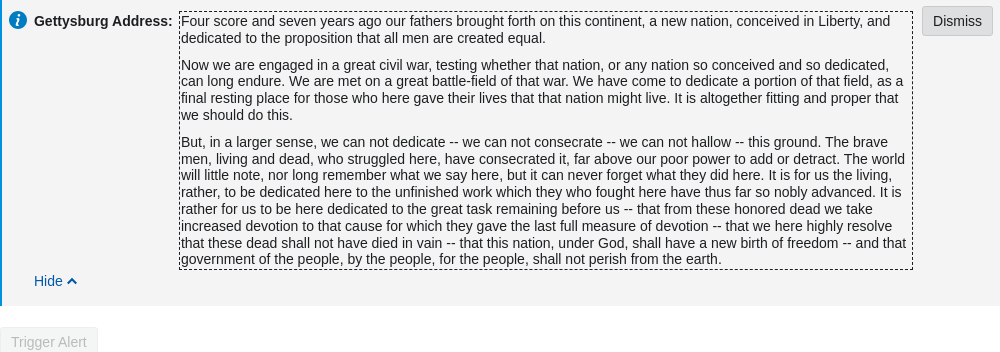 Gettysburg Address: Four score and seven years ago our fathers brought forth on this continent, a new nation, conceived in Liberty, and Dismiss
dedicated to the proposition that all men are created equal.
Now we are engaged in a great civil war, testing whether that nation, or any nation so conceived and so dedicated,
can long endure. We are met on a great battle-field of that war. We have come to dedicate a portion of that field, as a
final resting place for those who here gave their lives that that nation might live. It is altogether fitting and proper that
we should do this.
But, in a larger sense, we can not dedicate -- we can not consecrate -- we can not hallow -- this ground. The brave
men, living and dead, who struggled here, have consecrated it, far above our poor power to add or detract. The world
will little note, nor long remember what we say here, but it can never forget what they did here. It is for us the living,
rather, to be dedicated here to the unfinished work which they who fought here have thus far so nobly advanced. It is
rather for us to be here dedicated to the great task remaining before us -- that from these honored dead we take
increased devotion to that cause for which they gave the last full measure of devotion -- that we here highly resolve
that these dead shall not have died in vain -- that this nation, under God, shall have a new birth of freedom -- and that
government of the people, by the people, for the people, shall not perish from the earth.
Hide
Trigger Alert